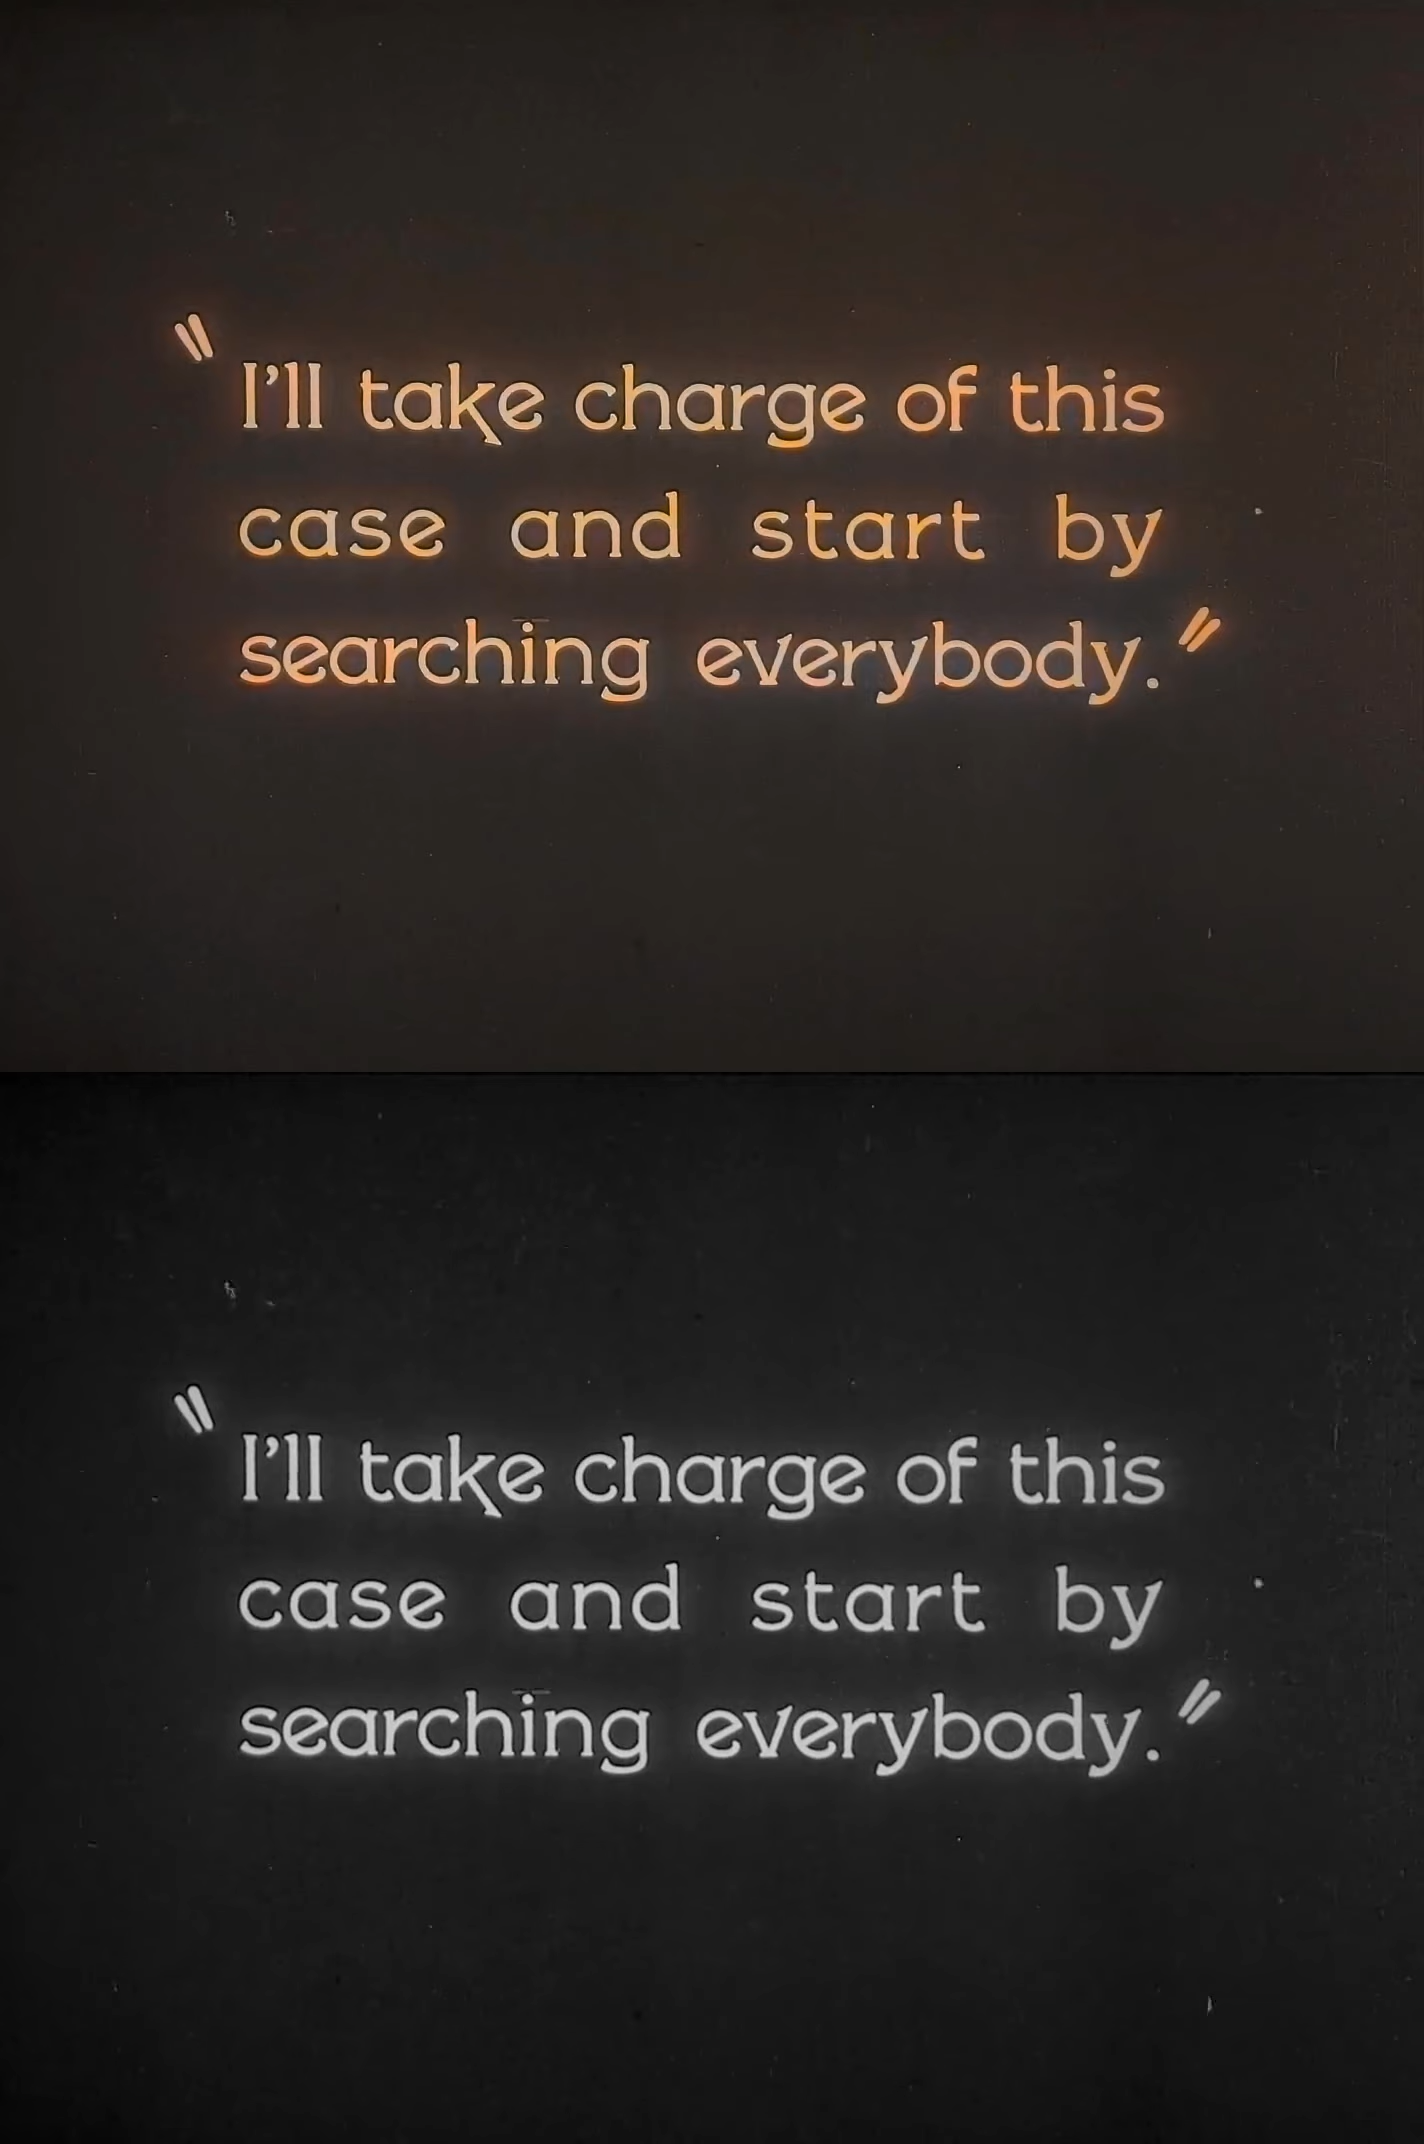 "I'll take charge of this
case and start by
searching everybody."
"I'll take charge of this
case and start by
searching everybody."